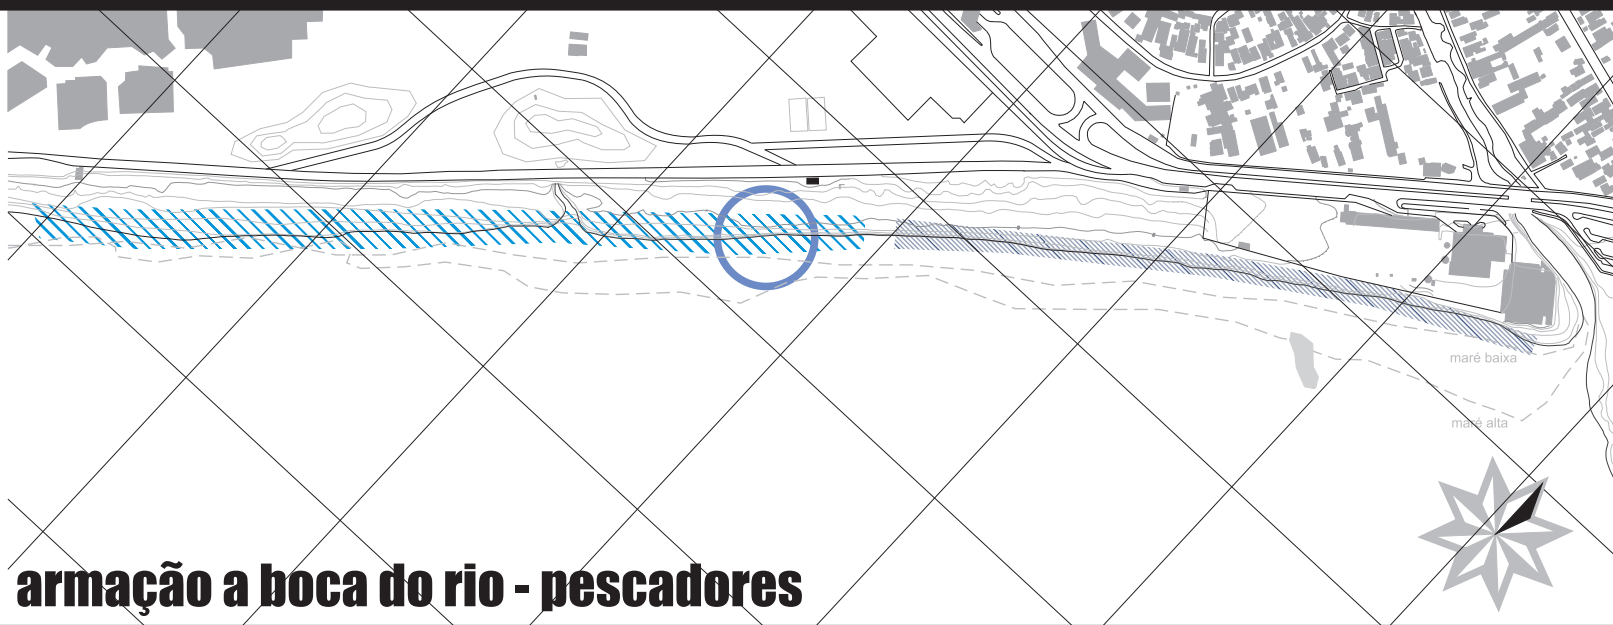 maré baixa
maré alta
armação a boca do rio - pescadores